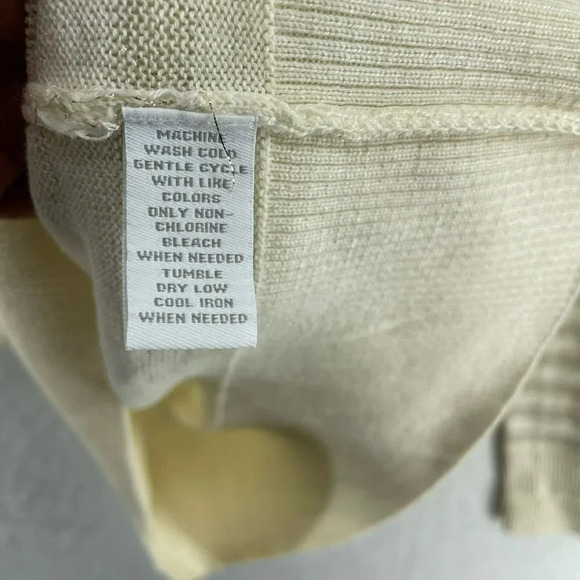 MACHINE
WASH COLD
GENTLE CYCLE
WITH LIKE
COLORS
ONLY NON-
CHLORINE
BLEACH
WHEN NEEDED
TUMBLE
DRY LOW
COOL IRON
WHEN NEEDED